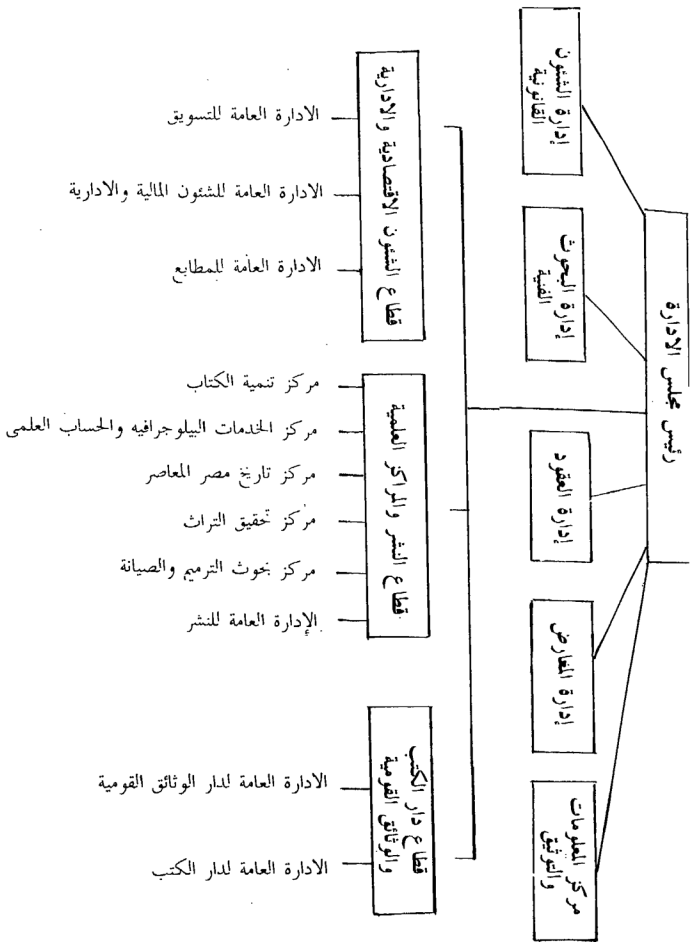 رئيس مجلس الادارة
إدارة الشئون
القانونية
إدارة البحوث
الفنية
إدارة العقود
إدارة المعارض
مركز المعلومات
والتوثيق
قطاع الشئون الاقتصادية والادارية
الادارة العامة للتسويق
الادارة العامة للشئون المالية والادارية
الادارة العامة للمطابع
قطاع النشر والمراكز العلمية
مركز تنمية الكتاب
مركز الخدمات البيلوجرافيه والحساب العلمى
مركز تاريخ مصر المعاصر
مركز تحقيق التراث
مركز بحوث الترميم والصيانة
الإدارة العامة للنشر
قطاع دار الكتب
والوثائق القومية
الادارة العامة لدار الوثائق القومية
الادارة العامة لدار الكتب